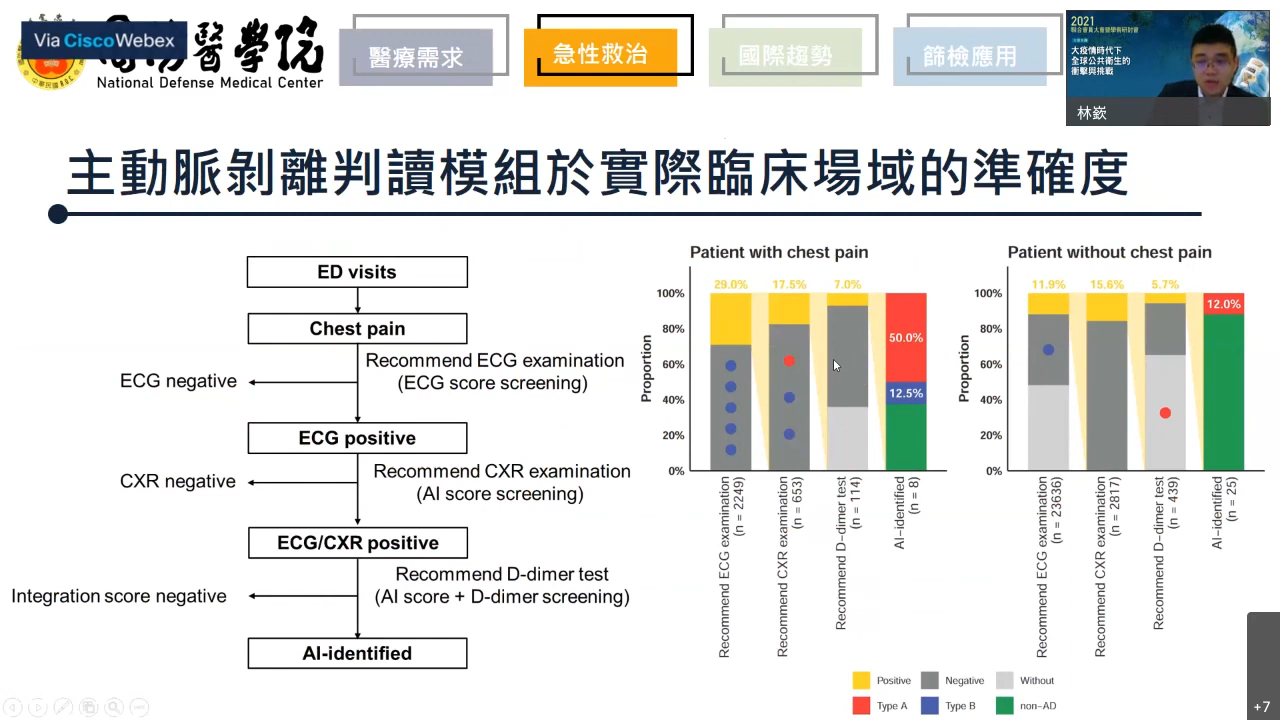 Via Cisco Webex
醫學院
National Defense Medical Center
醫療需求
急性救治
國際趨勢
篩檢應用
2021
大疫情時代下
全球公共衛生的
衝擊與挑戰
林嶔
主動脈剝離判讀模組於實際臨床場域的準確度
ED visits
Chest pain
Recommend ECG examination
(ECG score screening)
ECG negative
ECG positive
Recommend CXR examination
(AI score screening)
CXR negative
ECG/CXR positive
Recommend D-dimer test
(AI score + D-dimer screening)
Integration score negative
AI-identified
Patient with chest pain
29.0% 17.5% 7.0%
100%
80%
60%
40%
20%
0%
Proportion
50.0%
12.5%
Recommend ECG examination
(n = 2249)
Recommend CXR examination
(n = 653)
Recommend D-dimer test
(n = 114)
AI-identified
(n = 8)
Patient without chest pain
11.9% 15.6% 5.7%
100%
80%
60%
40%
20%
0%
Proportion
12.0%
Recommend ECG examination
(n = 23636)
Recommend CXR examination
(n = 2817)
Recommend D-dimer test
(n = 439)
AI-identified
(n = 25)
Positive Negative Without
Type A Type B non-AD
+7